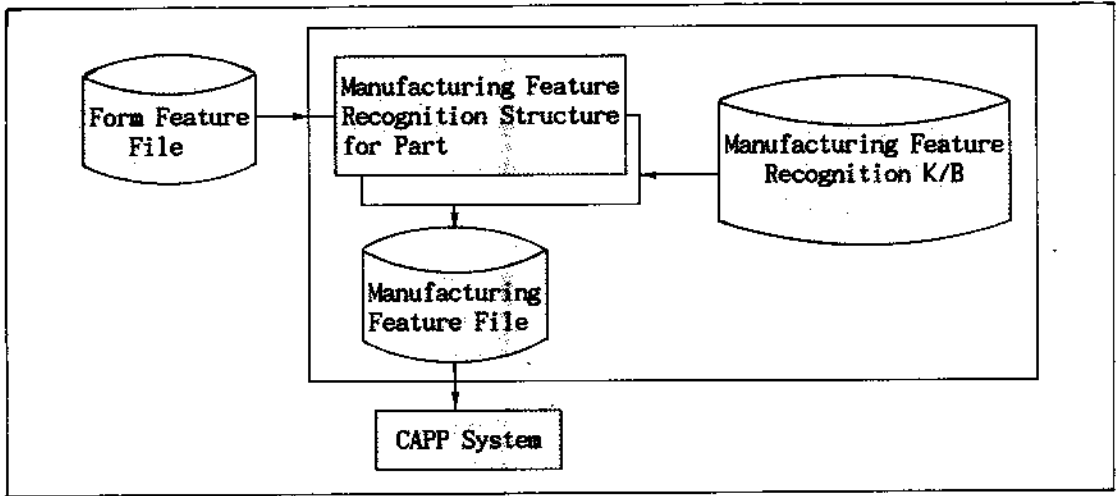 Form Feature
File
Manufacturing Feature
Recognition Structure
for Part
Manufacturing Feature
Recognition K/B
Manufacturing
Feature File
CAPP System